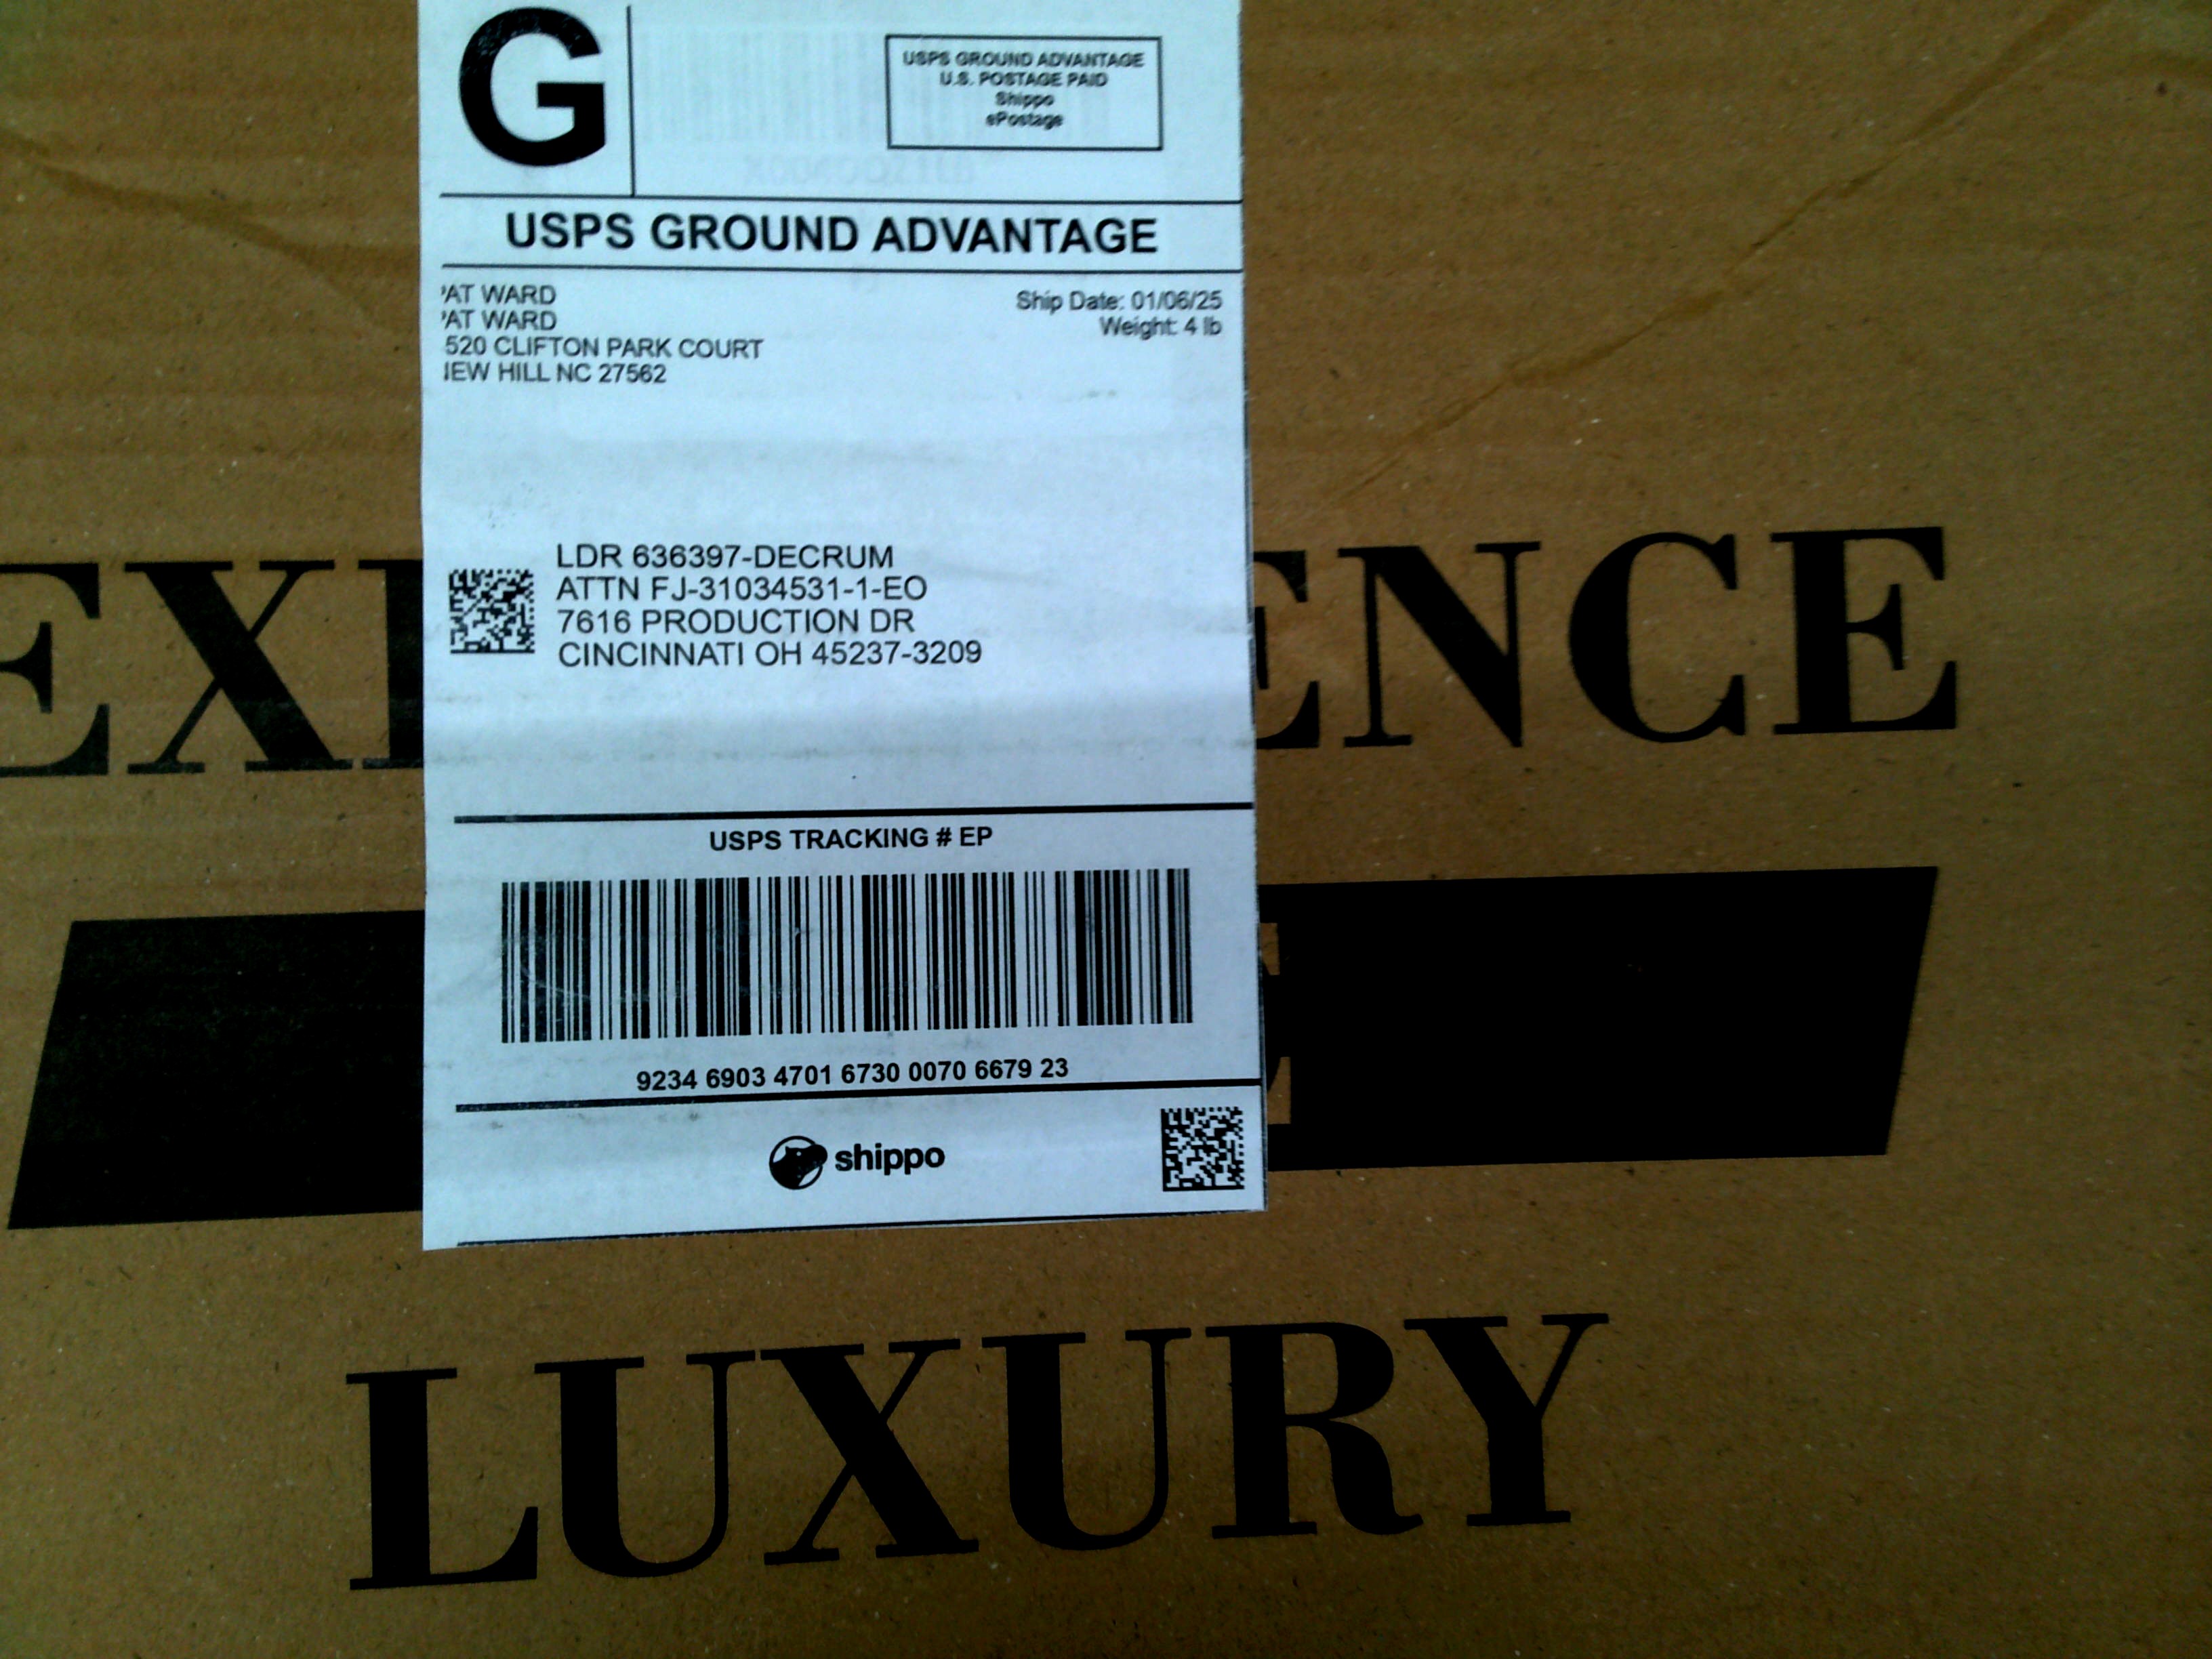 G
USPS GROUND ADVANTAGE
U.S. POSTAGE PAID
Shippo
ePostage
USPS GROUND ADVANTAGE
AT WARD
AT WARD
520 CLIFTON PARK COURT
EW HILL NC 27562
Ship Date: 01/06/25
Weight: 4 lb
LDR 636397-DECRUM
ATTN FJ-31034531-1-EO
7616 PRODUCTION DR
CINCINNATI OH 45237-3209
USPS TRACKING # EP
9234 6903 4701 6730 0070 6679 23
shippo
EX ENCE
E
LUXURY